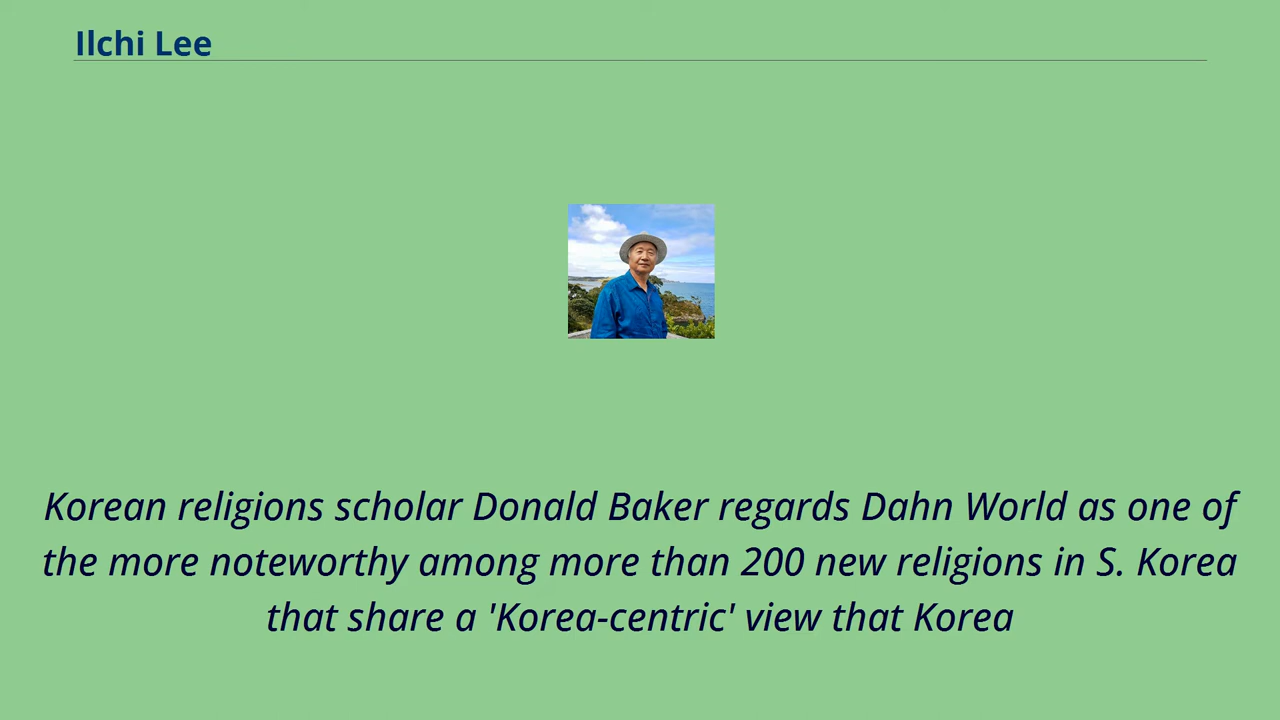 Ilchi Lee
Korean religions scholar Donald Baker regards Dahn World as one of
the more noteworthy among more than 200 new religions in S. Korea
that share a 'Korea-centric' view that Korea